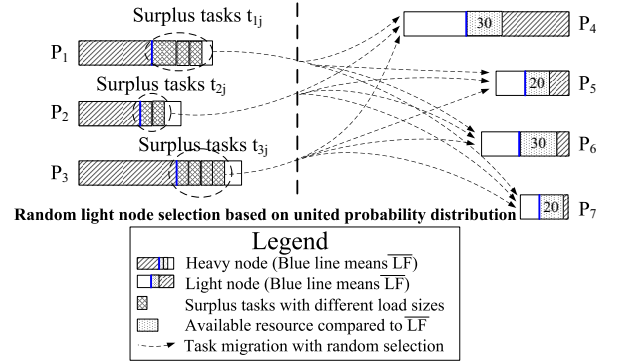 Surplus tasks t1j
P1
Surplus tasks t2j
P2
Surplus tasks t3j
P3
30 P4
20 P5
30 P6
20 P7
Random light node selection based on united probability distribution
Legend
Heavy node (Blue line means LF)
Light node (Blue line means LF)
Surplus tasks with different load sizes
Available resource compared to LF
Task migration with random selection